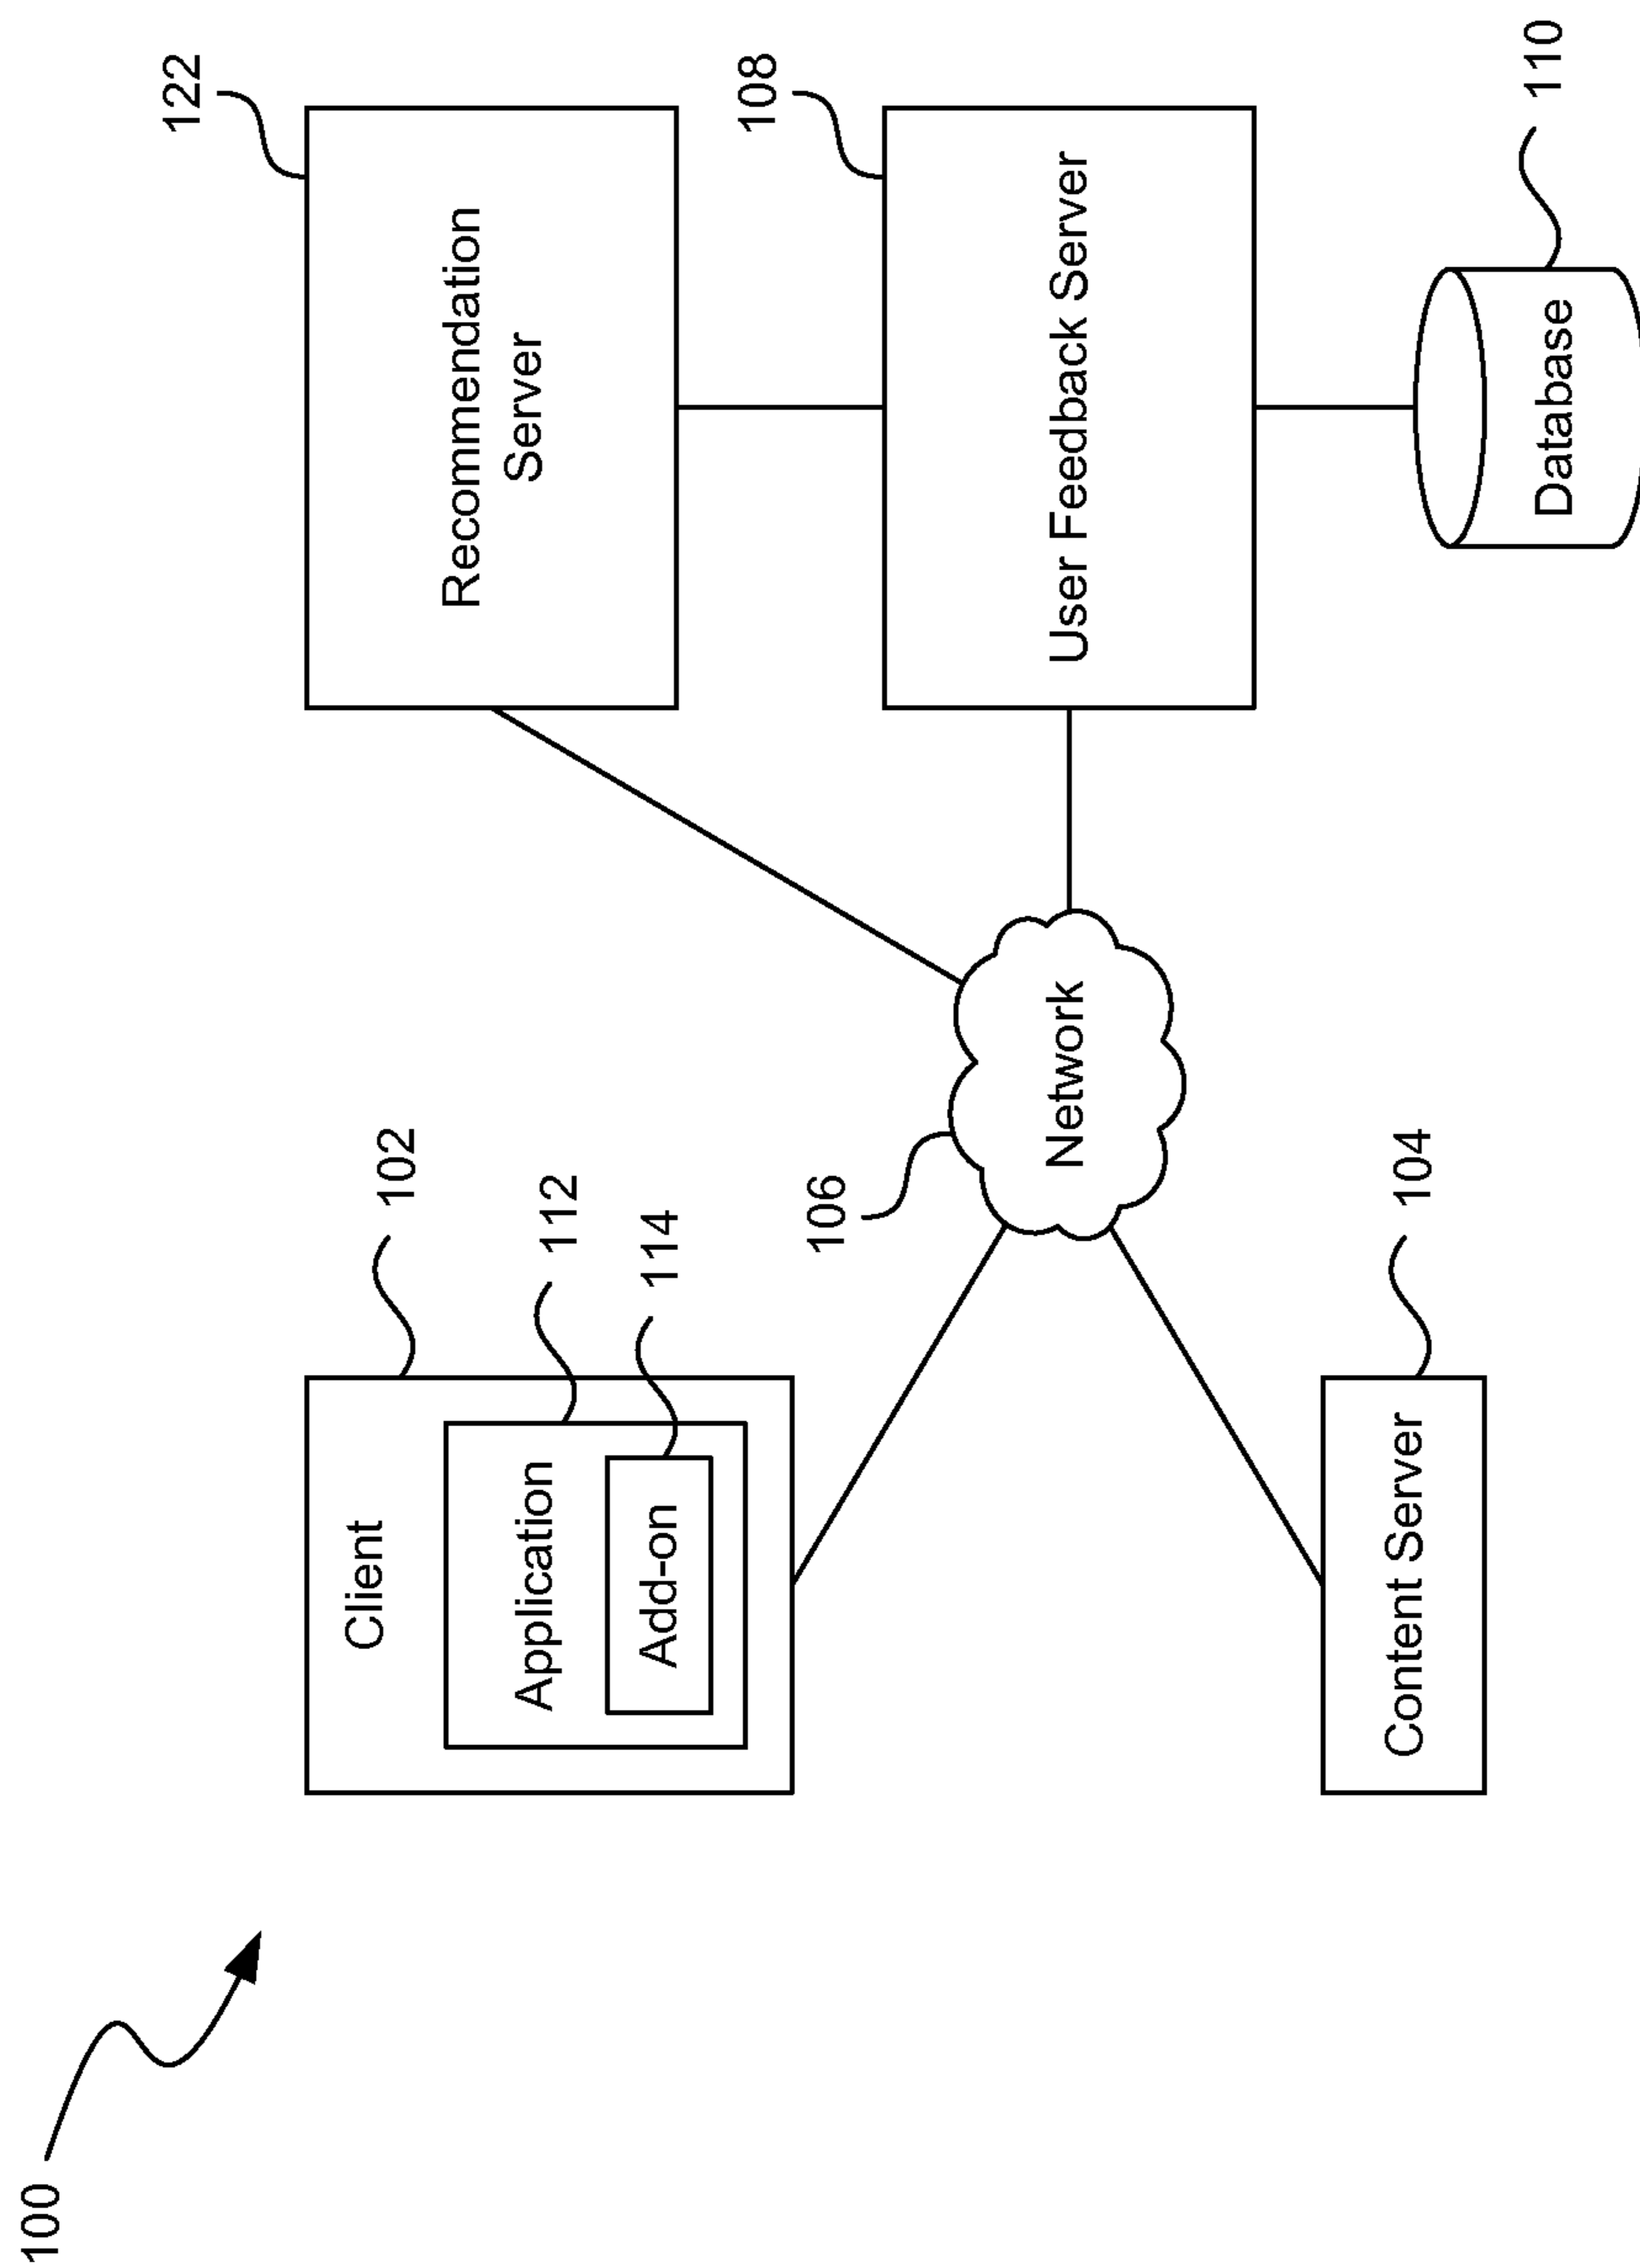 100
Client
102
Application
112
Add-on
114
106
Network
Content Server
104
122
Recommendation
Server
108
User Feedback Server
Database
110